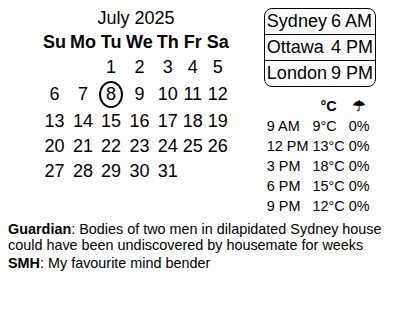 July 2025
Su Mo Tu We Th Fr Sa
1 2 3 4 5
6 7 8 9 10 11 12
13 14 15 16 17 18 19
20 21 22 23 24 25 26
27 28 29 30 31
Sydney 6 AM
Ottawa 4 PM
London 9 PM
°C ☂
9 AM 9°C 0%
12 PM 13°C 0%
3 PM 18°C 0%
6 PM 15°C 0%
9 PM 12°C 0%
Guardian: Bodies of two men in dilapidated Sydney house
could have been undiscovered by housemate for weeks
SMH: My favourite mind bender